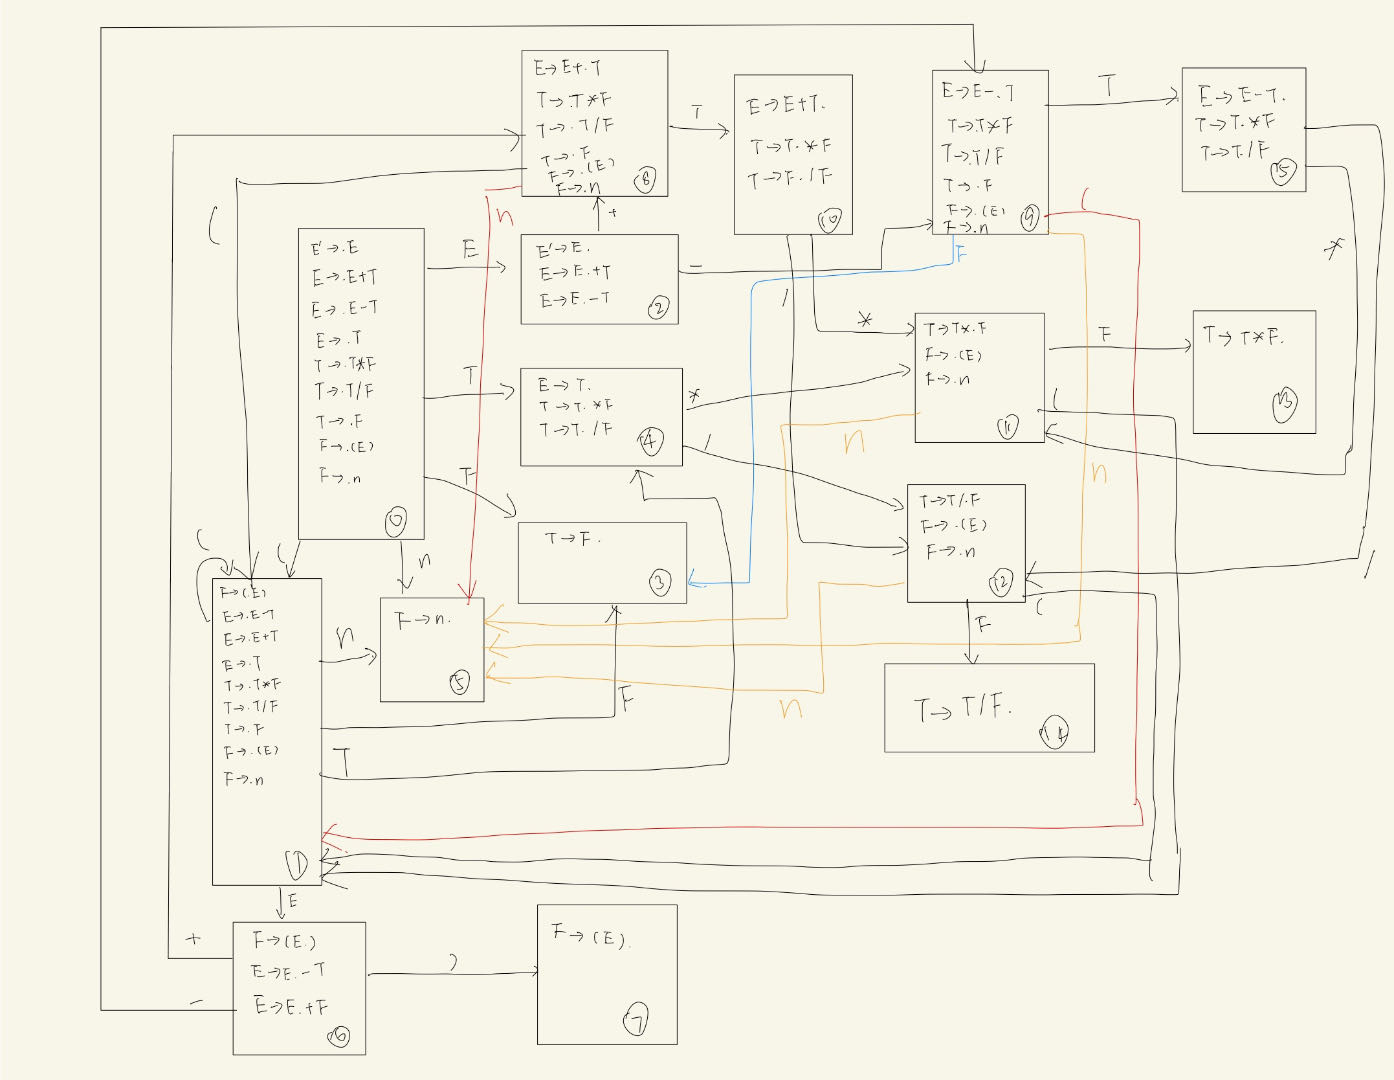 E→E+.T
T→.T*F
T→.T/F
T→.F
F→.(E)
F→.n
8
T
E→E+T.
T→T.*F
T→F./F
10
E→E-.T
T→.T*F
T→.T/F
T→.F
F→.(E)
F→.n
9
T
E→E-T.
T→T.*F
T→T./F
15
(
n
+
(
F
*
E'→.E
E→.E+T
E→.E-T
E→.T
T→.T*F
T→.T/F
T→.F
F→.(E)
F→.n
0
E
E'→E.
E→E.+T
E→E.-T
2
-
/
*
T→T*.F
F→.(E)
F→.n
11
F
T→T*F.
13
(
T
E→T.
T→T.*F
T→T./F
4
*
/
n
n
F
T→F.
3
T→T/.F
F→.(E)
F→.n
12
(
/
F
(
(
n
F→n.
5
F→(.E)
E→.E-T
E→.E+T
E→.T
T→.T*F
T→.T/F
T→.F
F→.(E)
F→.n
1
n
F
T
n
T→T/F.
14
E
F→(E.)
E→E.-T
E→E.+F
6
+
-
)
F→(E).
7